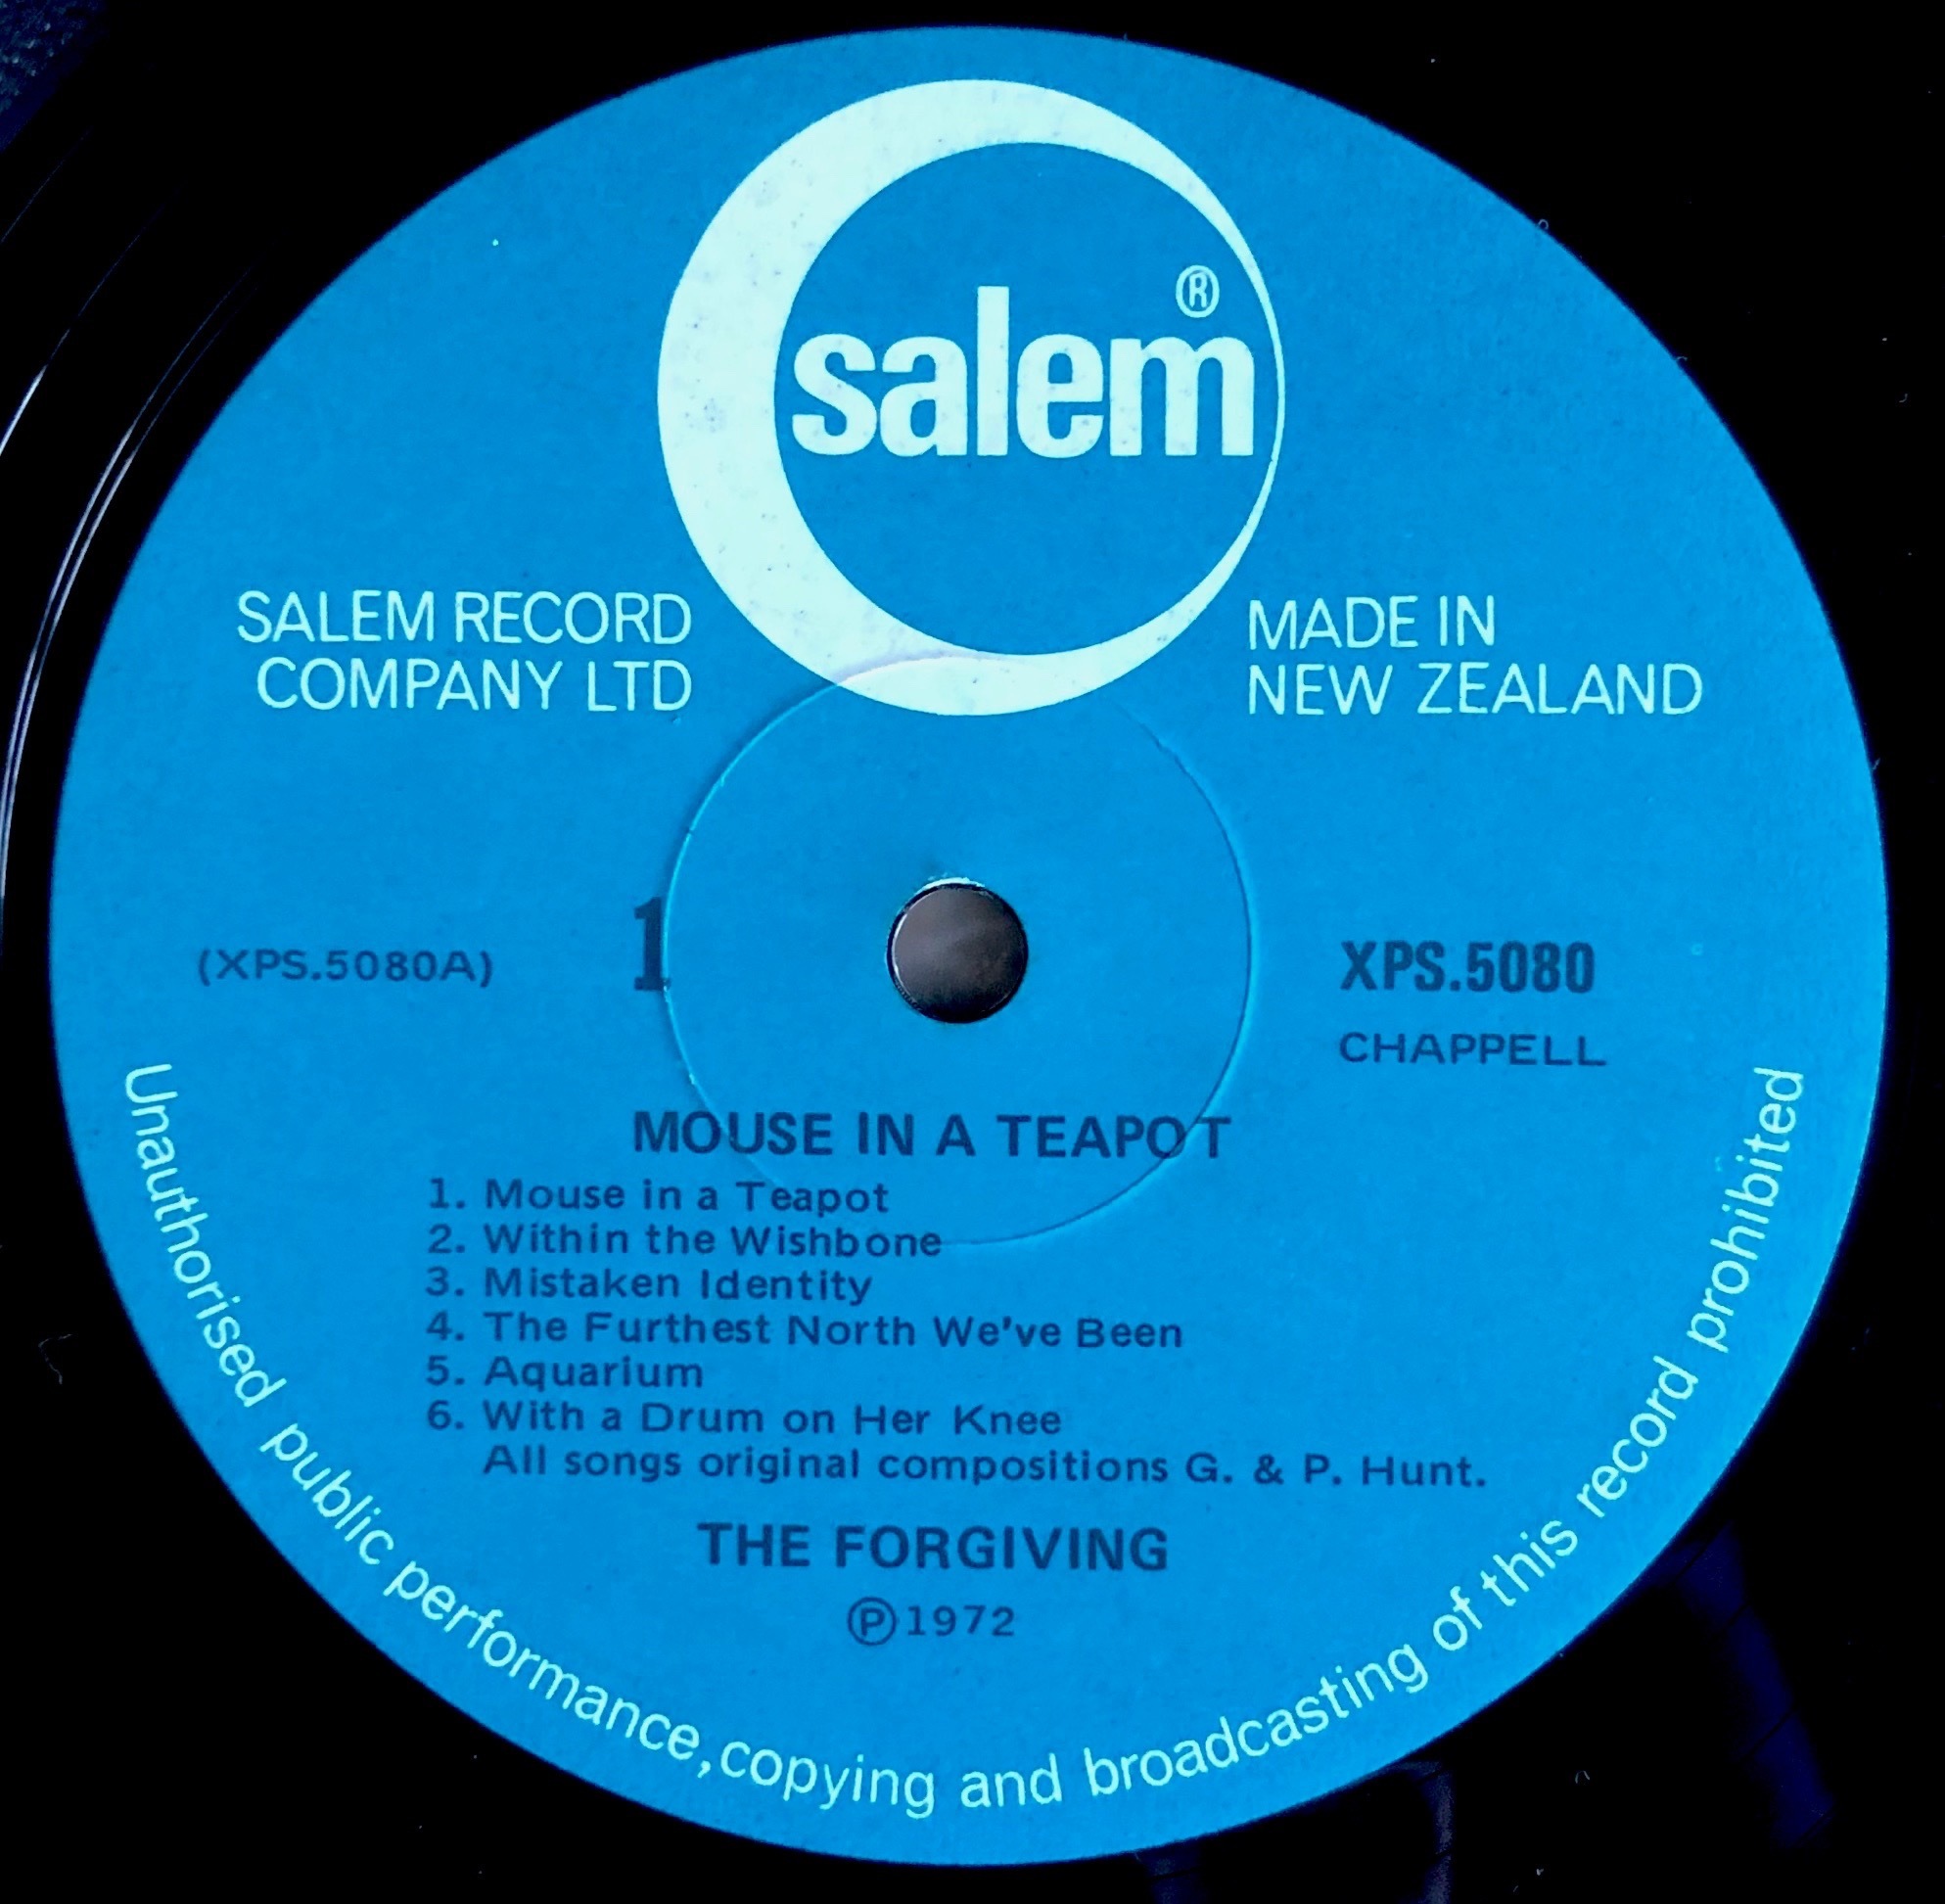 salem®
SALEM RECORD
COMPANY LTD
MADE IN
NEW ZEALAND
(XPS.5080A)
1
XPS.5080
CHAPPELL
MOUSE IN A TEAPOT
1. Mouse in a Teapot
2. Within the Wishbone
3. Mistaken Identity
4. The Furthest North We've Been
5. Aquarium
6. With a Drum on Her Knee
All songs original compositions G. & P. Hunt.
THE FORGIVING
℗1972
Unauthorised public performance, copying and broadcasting of this record prohibited